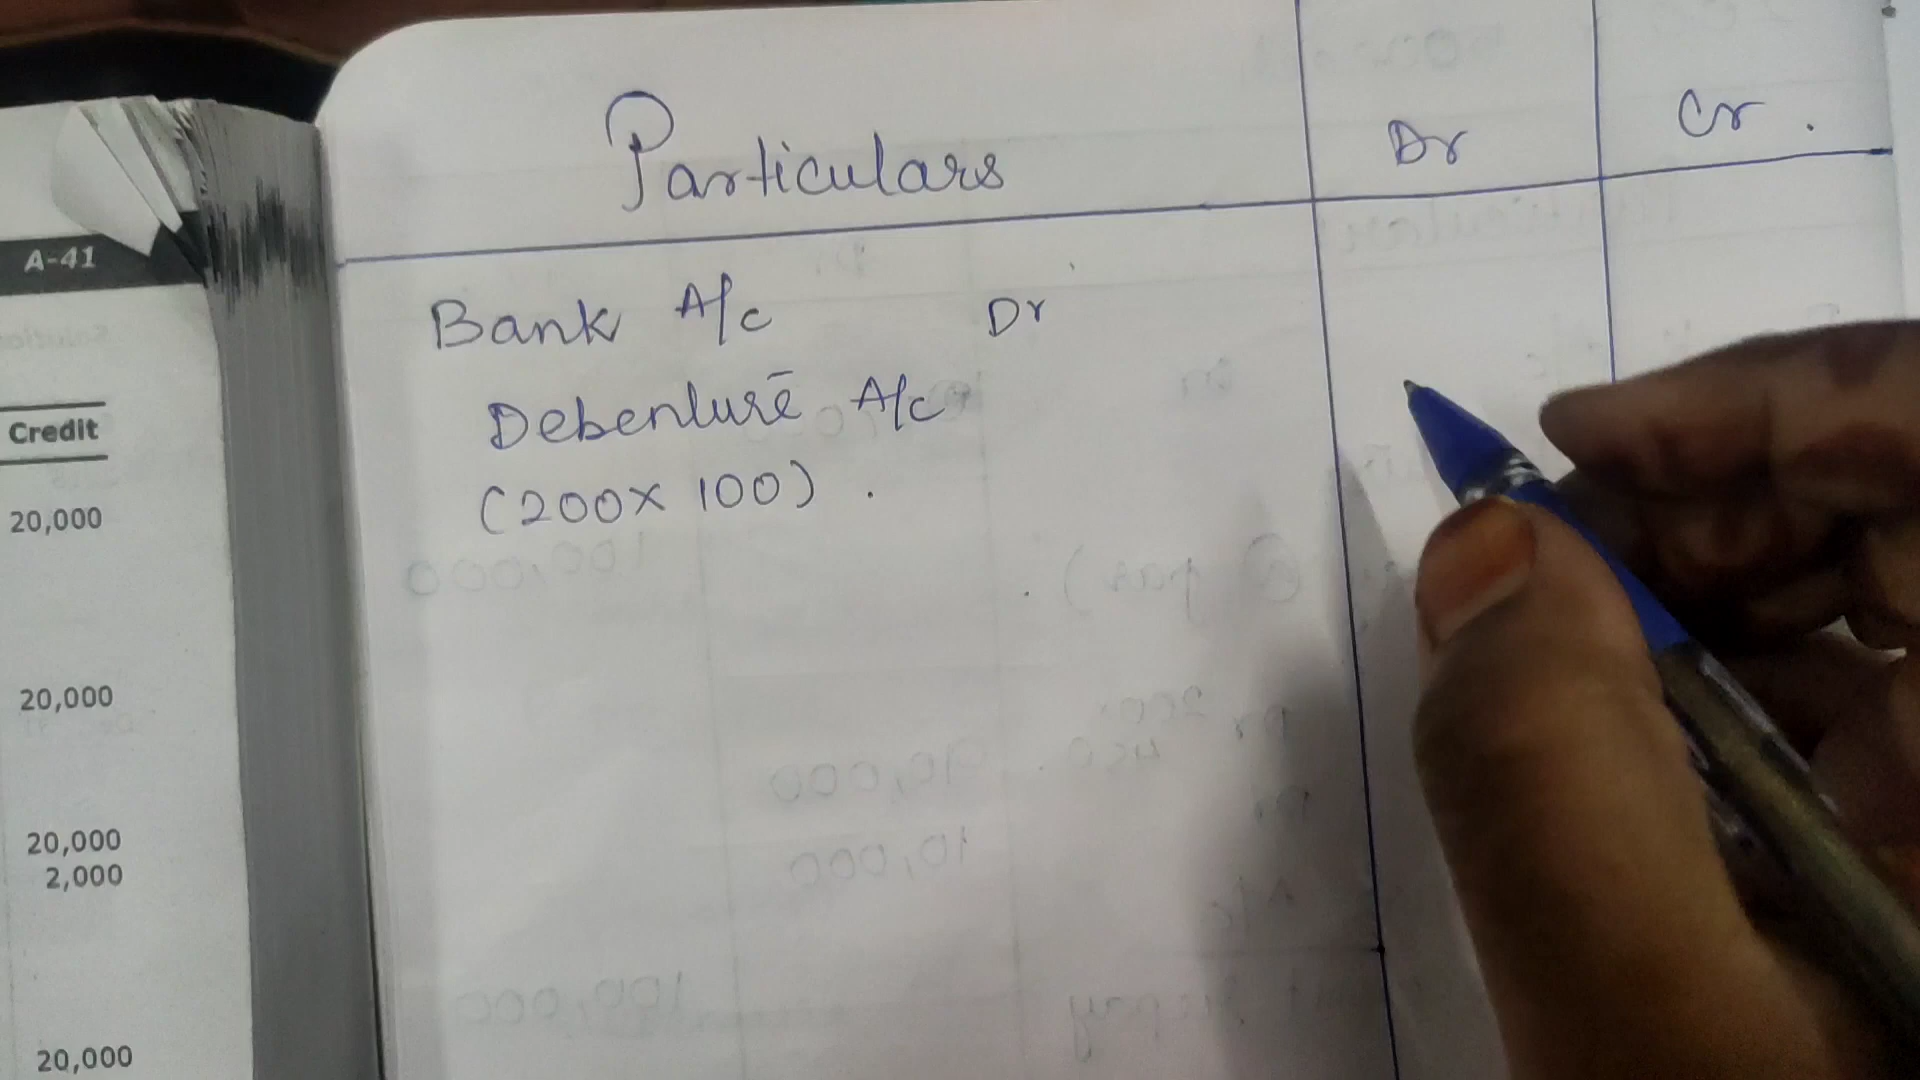 A-41
Credit
20,000
20,000
20,000
2,000
20,000
Particulars Dr Cr.
Bank A/c Dr
Debenture A/c
(200x 100).